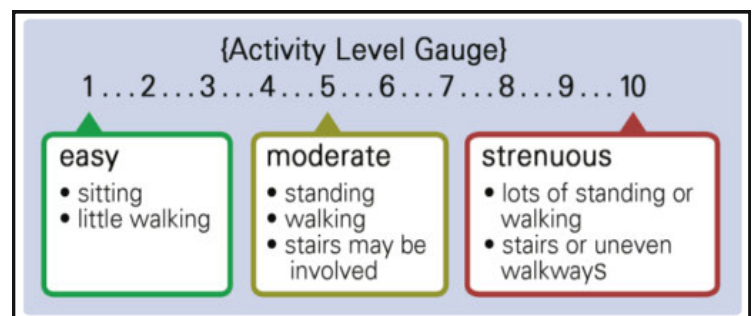 {Activity Level Gauge}
1...2...3...4...5...6...7...8...9...10
easy
• sitting
• little walking
moderate
• standing
• walking
• stairs may be
involved
strenuous
• lots of standing or
walking
• stairs or uneven
walkways